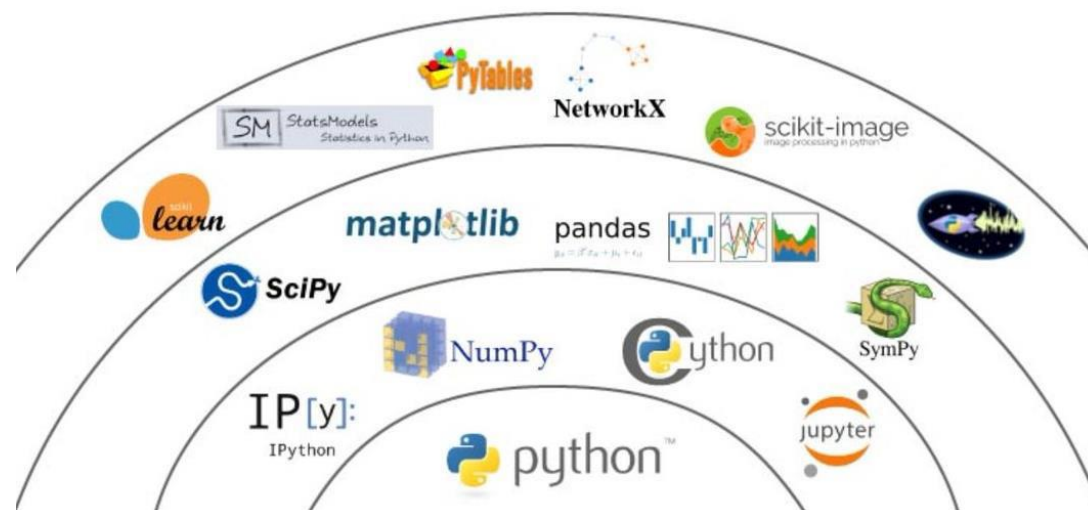 PyTables
NetworkX
SM StatsModels
Statistics in Python
scikit-image
image processing in python
scikit
learn
matplotlib
pandas
SciPy
NumPy
Cython
SymPy
IP[y]:
IPython
jupyter
python™